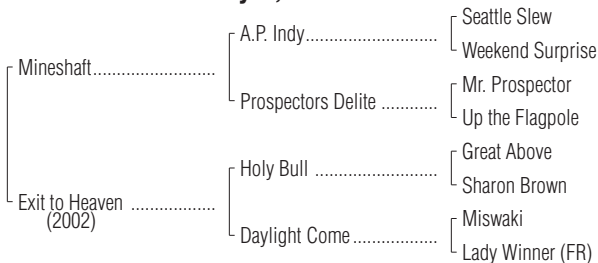 Seattle Slew
A.P. Indy..............................
Weekend Surprise
Mineshaft............................
Mr. Prospector
Prospectors Delite .............
Up the Flagpole
Great Above
Holy Bull ............................
Sharon Brown
Exit to Heaven ...................
(2002)
Miswaki
Daylight Come...................
Lady Winner (FR)